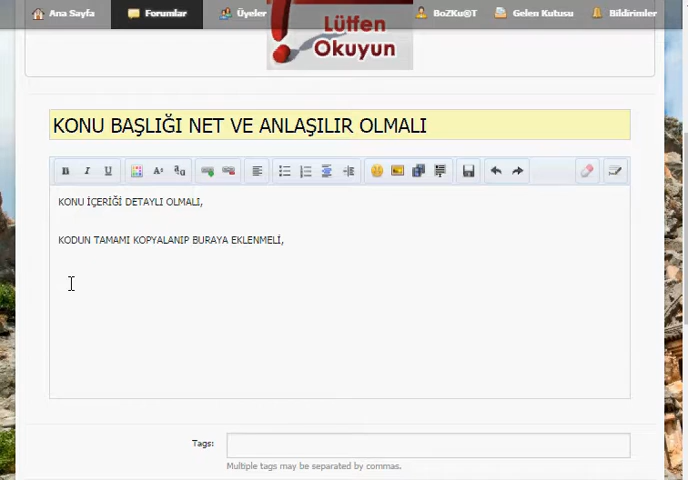 Ana Sayfa Forumlar Üyeler BoZKu®T Gelen Kutusu Bildirimler
Lütfen
Okuyun
KONU BAŞLIĞI NET VE ANLAŞILIR OLMALI
KONU İÇERİĞİ DETAYLI OLMALI,
KODUN TAMAMI KOPYALANIP BURAYA EKLENMELİ,
Tags:
Multiple tags may be separated by commas.